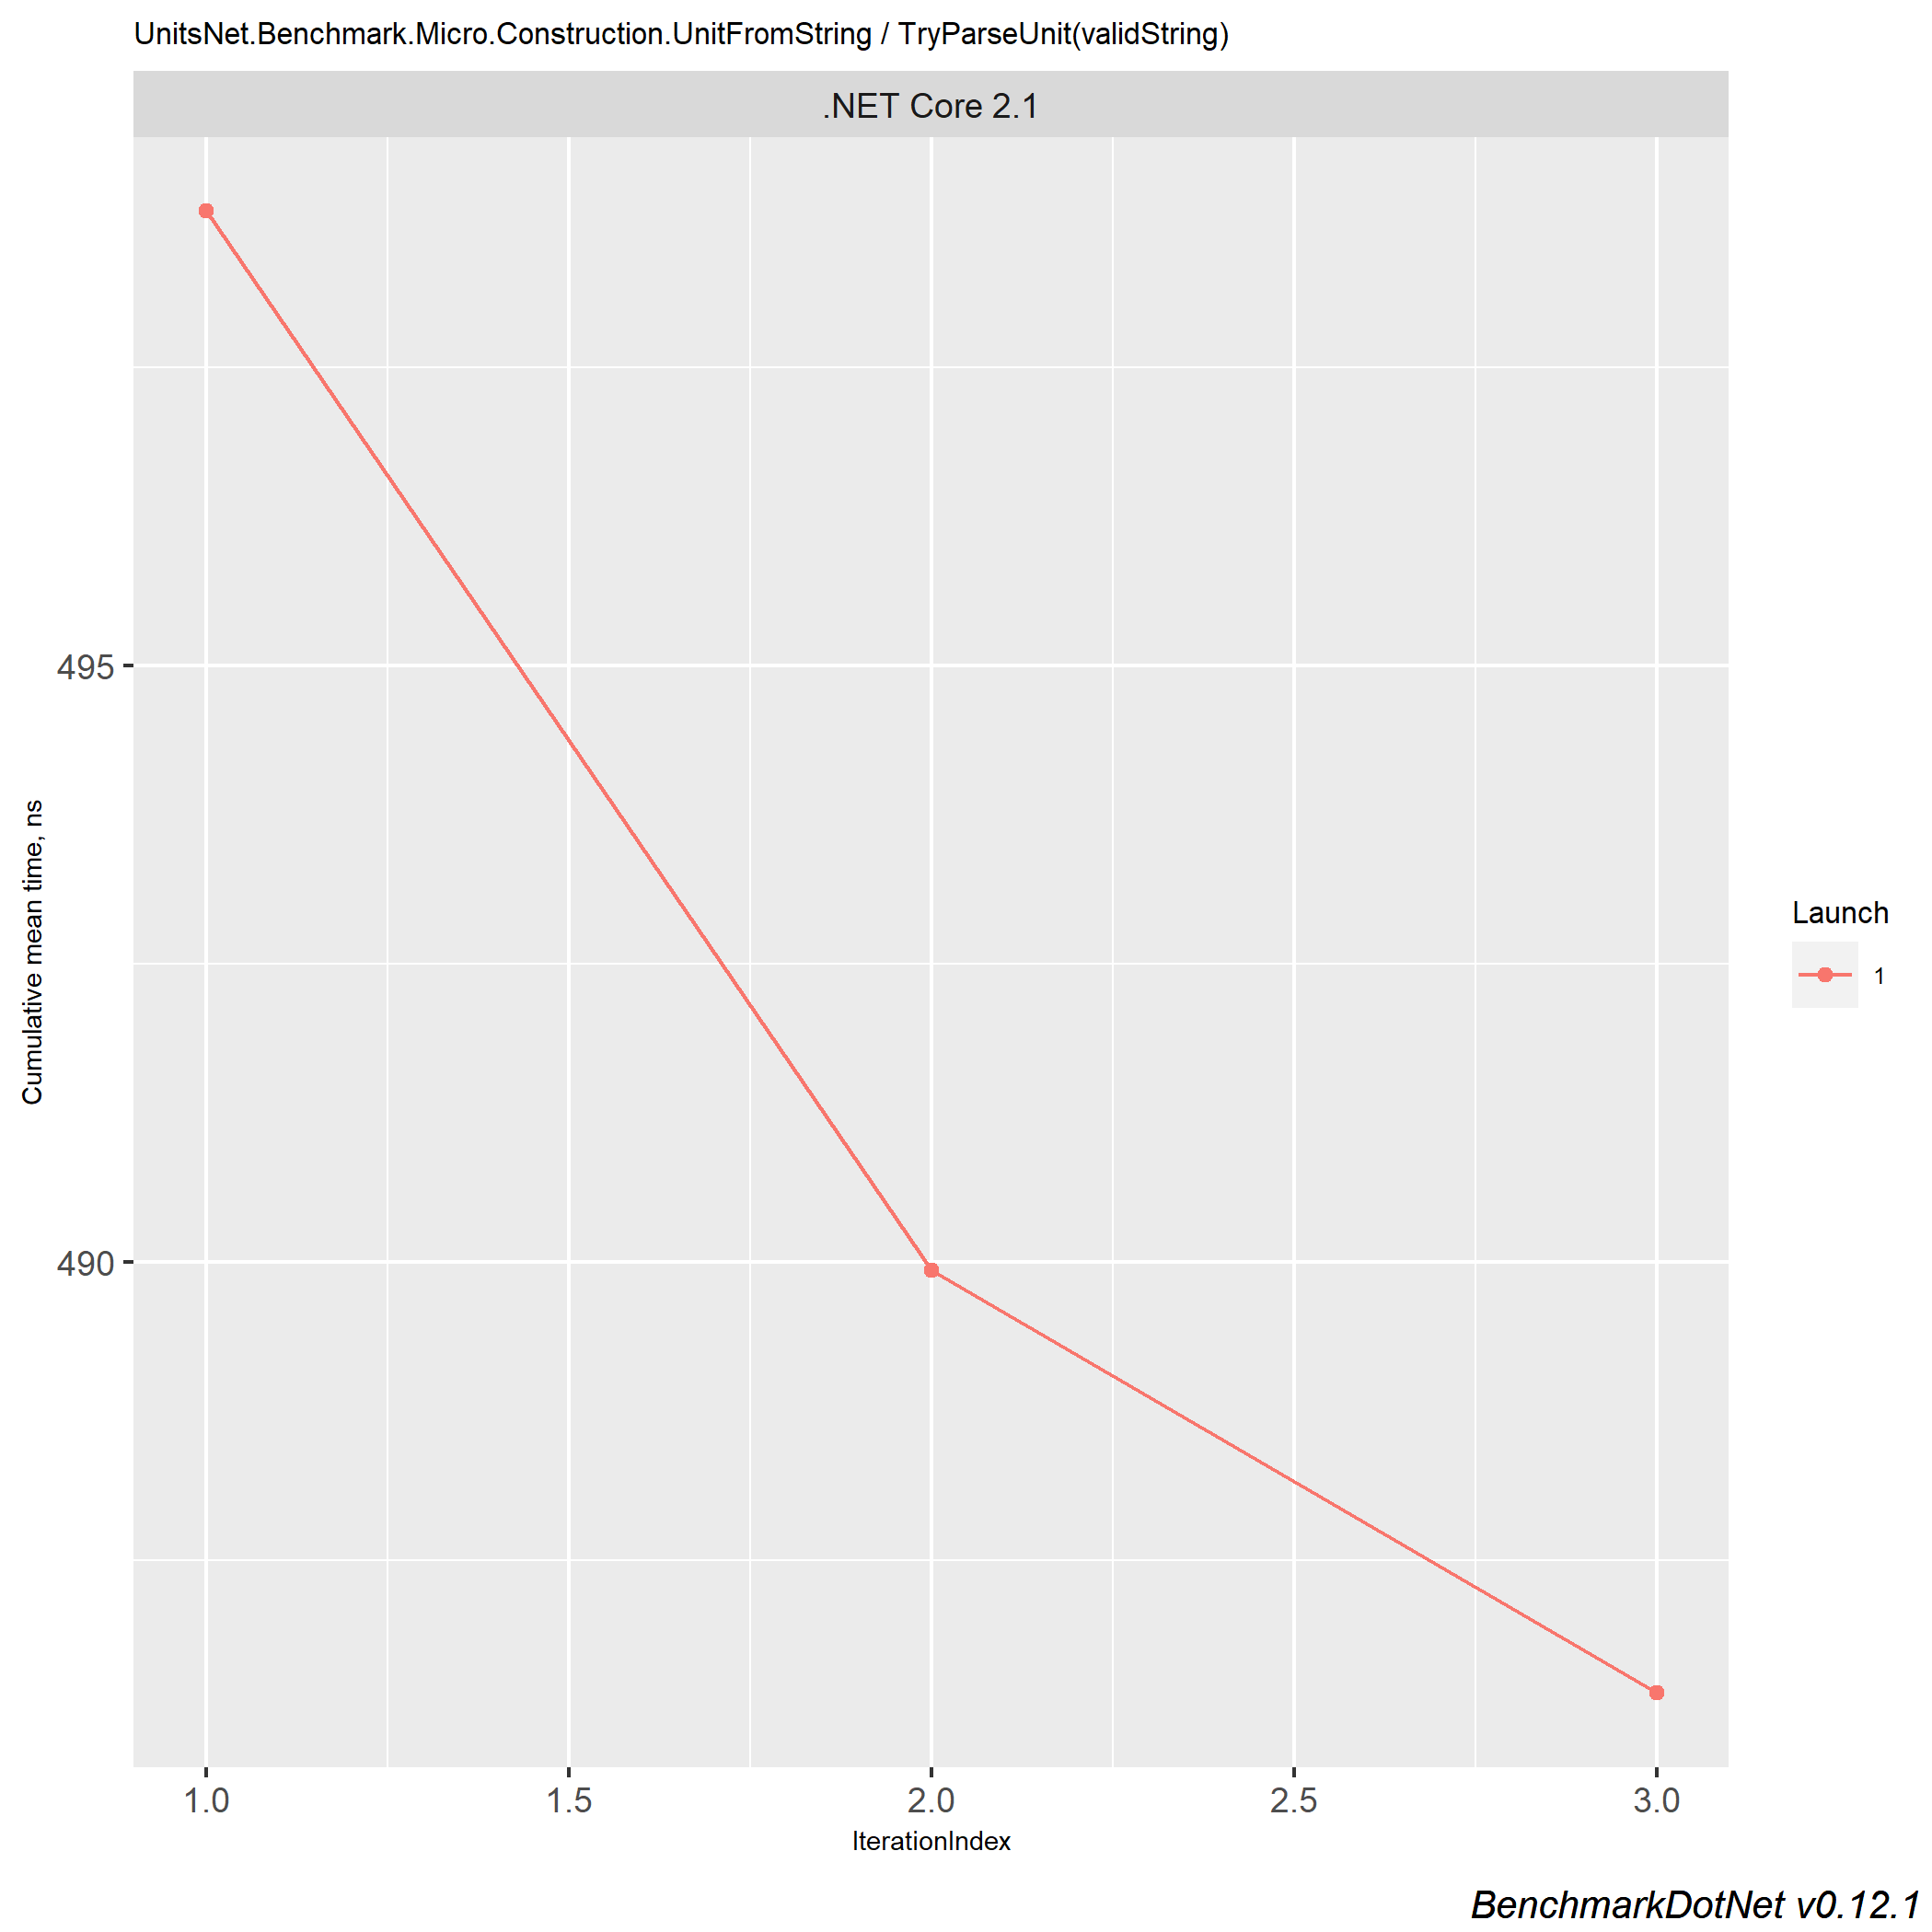 UnitsNet.Benchmark.Micro.Construction.UnitFromString / TryParseUnit(validString)
.NET Core 2.1
Cumulative mean time, ns
495
490
1.0 1.5 2.0 2.5 3.0
IterationIndex
Launch
1
BenchmarkDotNet v0.12.1